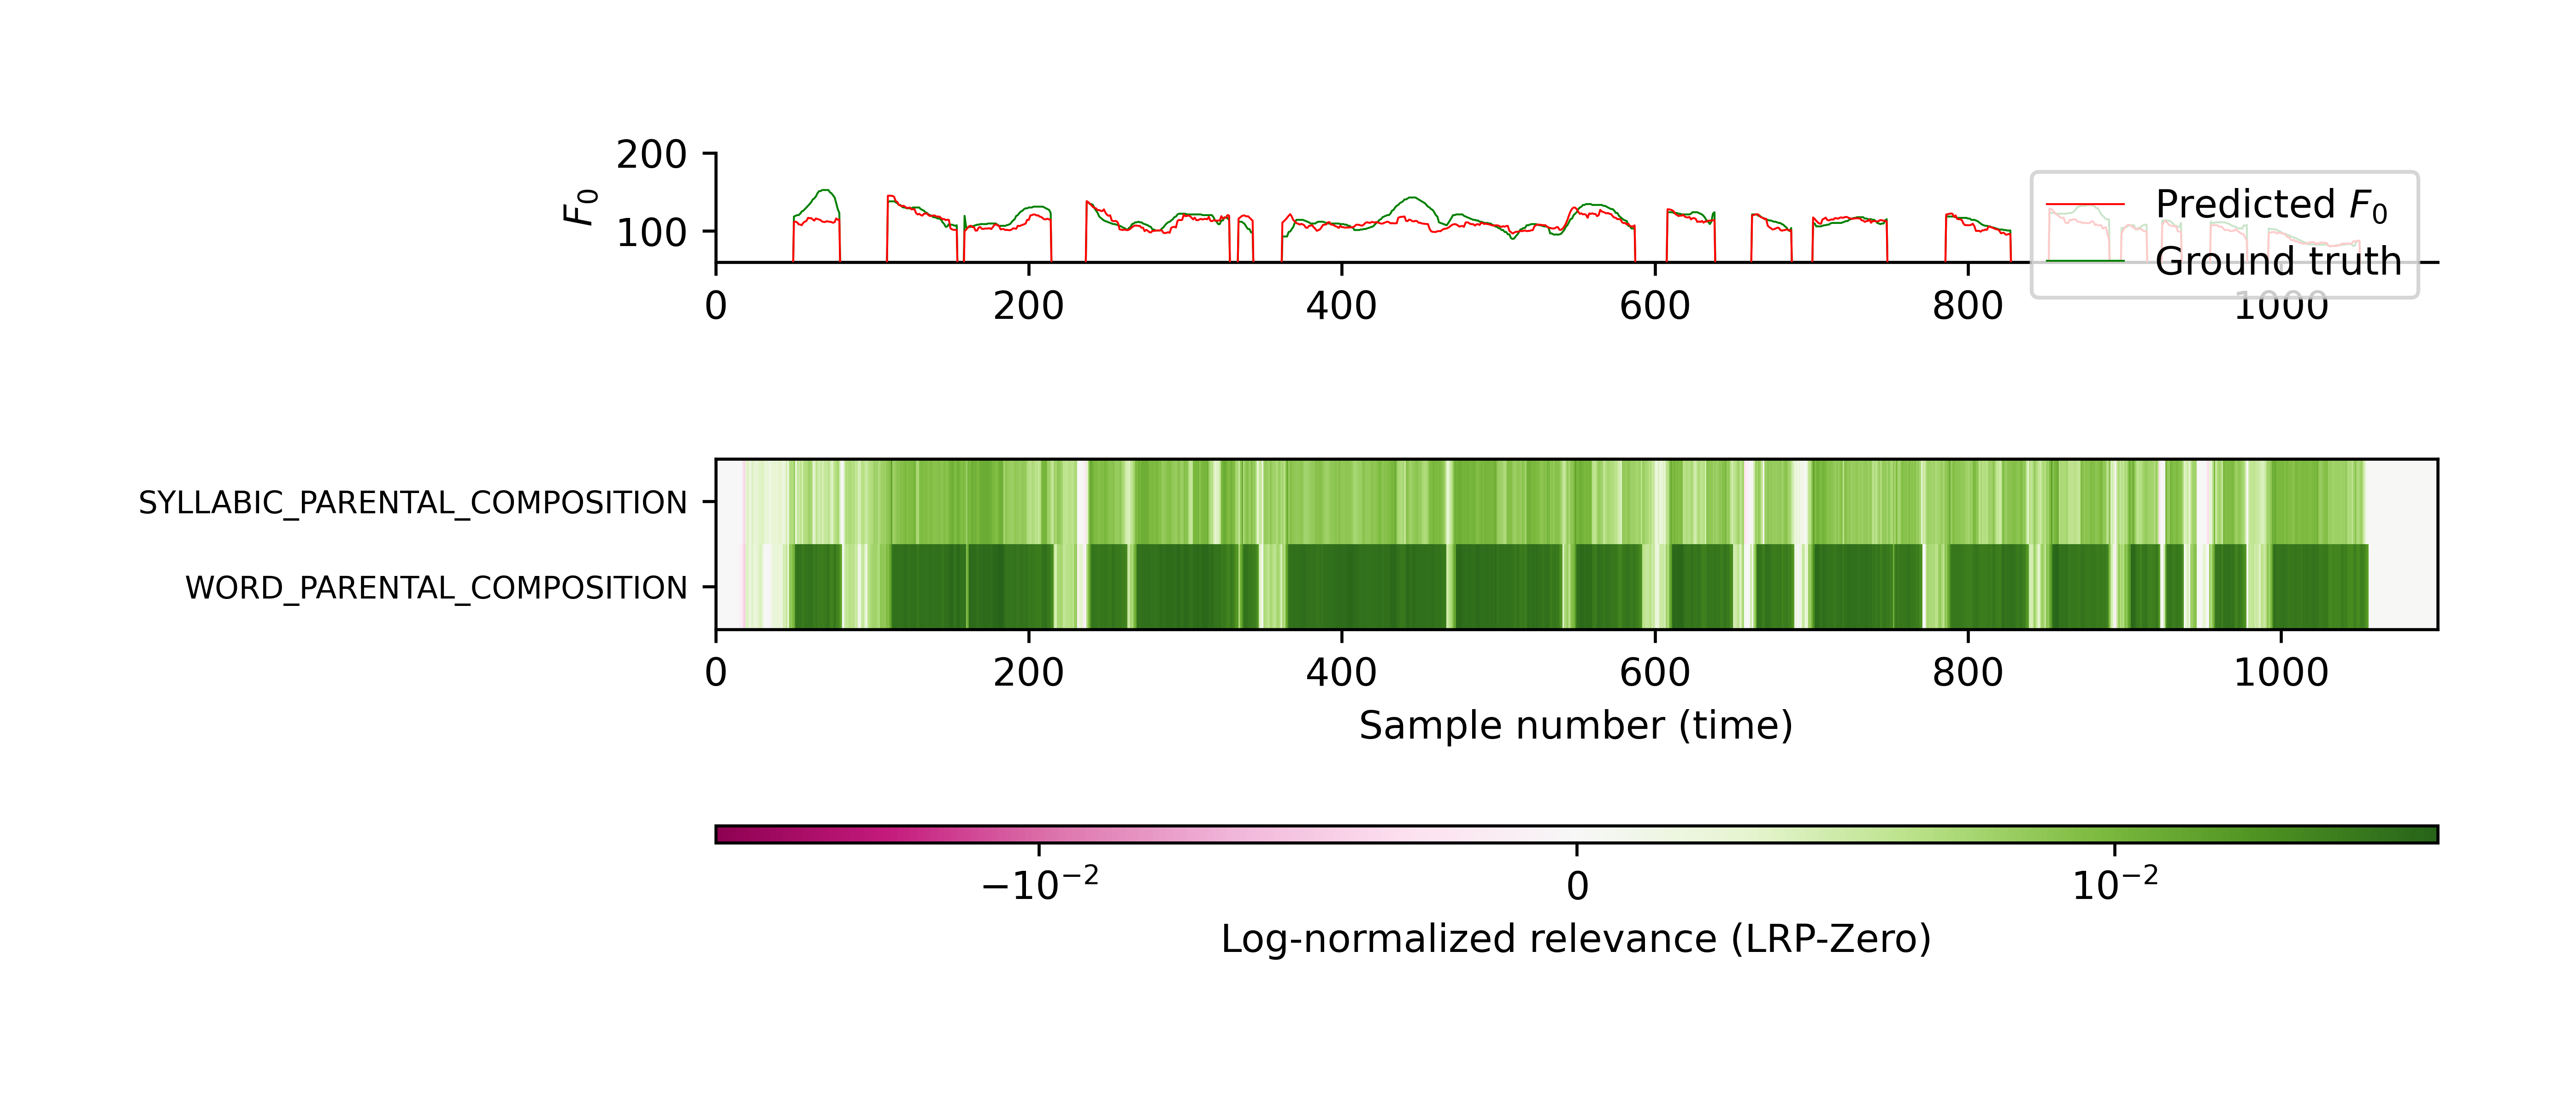 200
100
F0
Predicted F0
Ground truth
0 200 400 600 800 1000
SYLLABIC_PARENTAL_COMPOSITION
WORD_PARENTAL_COMPOSITION
0 200 400 600 800 1000
Sample number (time)
−10⁻² 0 10⁻²
Log-normalized relevance (LRP-Zero)